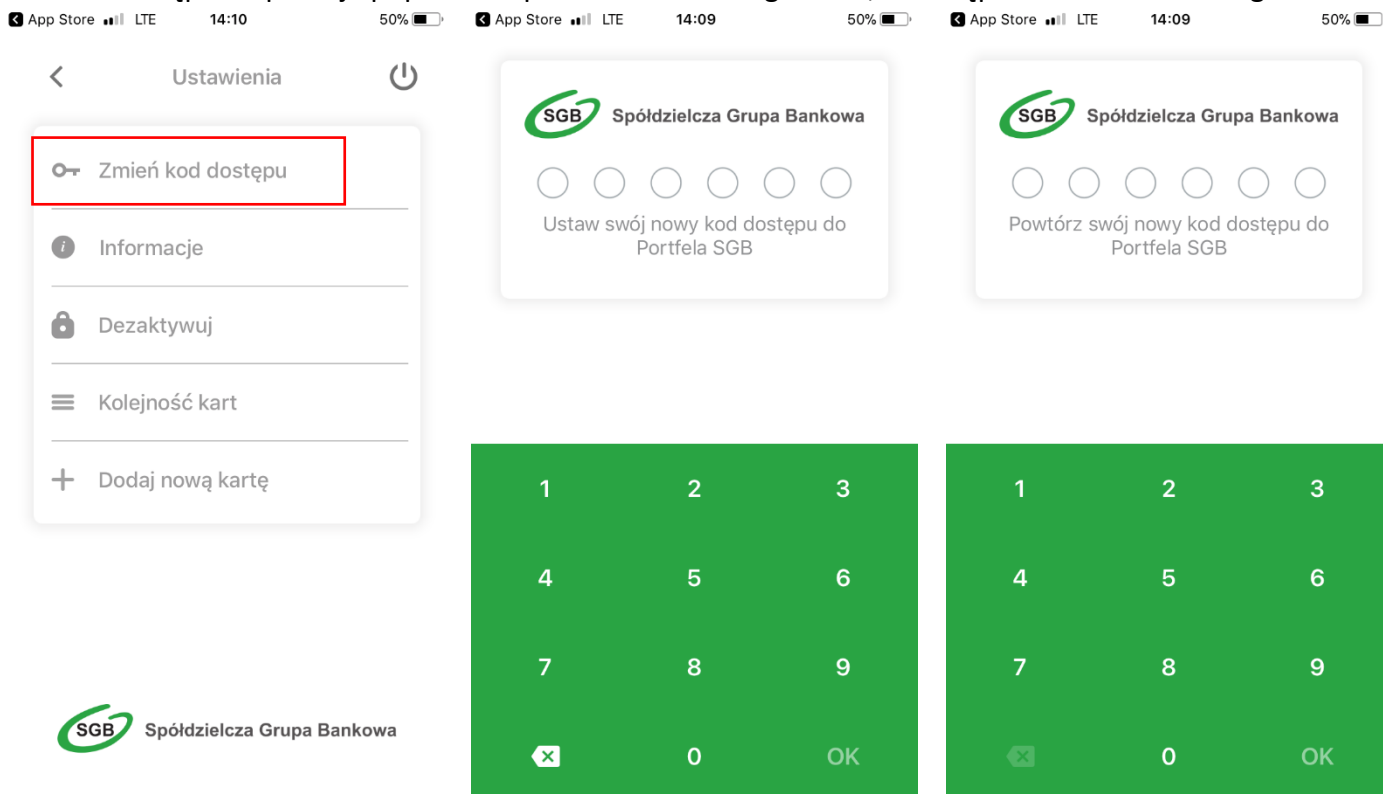 App Store LTE 14:10 50%
Ustawienia
Zmień kod dostępu
Informacje
Dezaktywuj
Kolejność kart
Dodaj nową kartę
SGB Spółdzielcza Grupa Bankowa
App Store LTE 14:09 50%
SGB Spółdzielcza Grupa Bankowa
Ustaw swój nowy kod dostępu do
Portfela SGB
1 2 3
4 5 6
7 8 9
0 OK
App Store LTE 14:09 50%
SGB Spółdzielcza Grupa Bankowa
Powtórz swój nowy kod dostępu do
Portfela SGB
1 2 3
4 5 6
7 8 9
0 OK